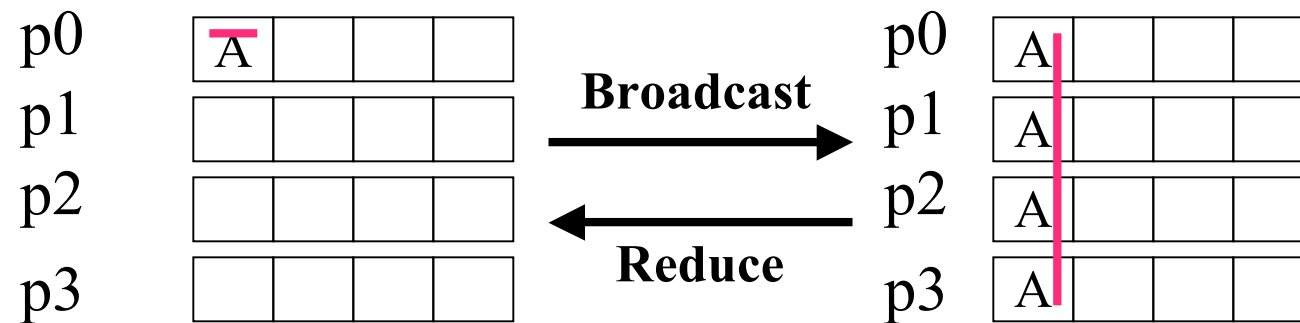 p0 A p0 A
Broadcast
p1 p1 A
p2 p2 A
Reduce
p3 p3 A